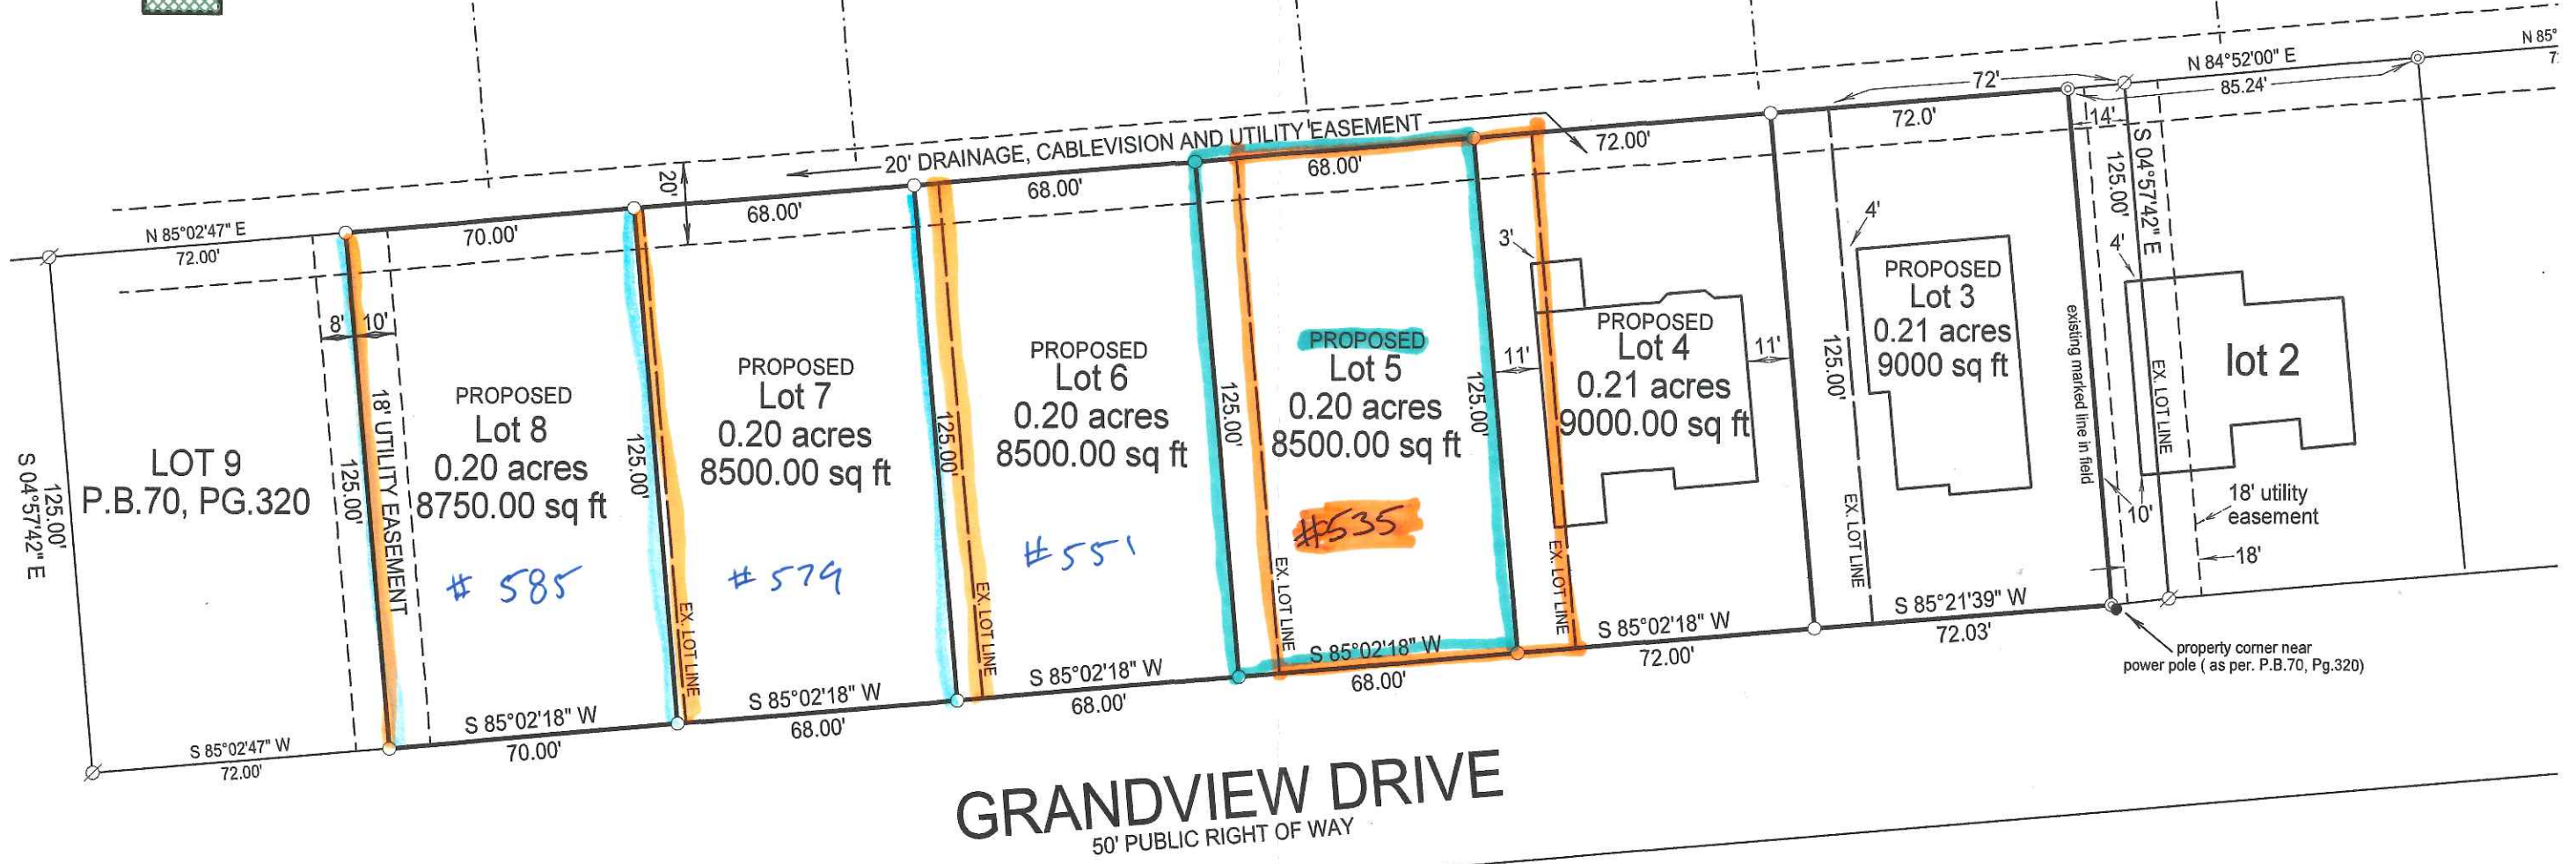 N 85°02'47" E
72.00'
S 04°57'42" E
125.00'
LOT 9
P.B.70, PG.320
S 85°02'47" W
72.00'
8'
10'
125.00'
18' UTILITY EASEMENT
70.00'
PROPOSED
Lot 8
0.20 acres
8750.00 sq ft
# 585
S 85°02'18" W
70.00'
125.00'
EX. LOT LINE
20'
68.00'
PROPOSED
Lot 7
0.20 acres
8500.00 sq ft
# 579
S 85°02'18" W
68.00'
125.00'
EX. LOT LINE
20' DRAINAGE, CABLEVISION AND UTILITY EASEMENT
68.00'
PROPOSED
Lot 6
0.20 acres
8500.00 sq ft
# 551
S 85°02'18" W
68.00'
125.00'
EX. LOT LINE
68.00'
PROPOSED
Lot 5
0.20 acres
8500.00 sq ft
#535
S 85°02'18" W
68.00'
125.00'
EX. LOT LINE
72.00'
3'
11'
PROPOSED
Lot 4
0.21 acres
9000.00 sq ft
11'
S 85°02'18" W
72.00'
72'
72.0'
4'
125.00'
EX. LOT LINE
PROPOSED
Lot 3
0.21 acres
9000 sq ft
S 85°21'39" W
72.03'
existing marked line in field
14'
125.00'
S 04°57'42" E
4'
10'
N 84°52'00" E
85.24'
EX. LOT LINE
lot 2
18' utility
easement
18'
property corner near
power pole ( as per. P.B.70, Pg.320)
N 85°
GRANDVIEW DRIVE
50' PUBLIC RIGHT OF WAY